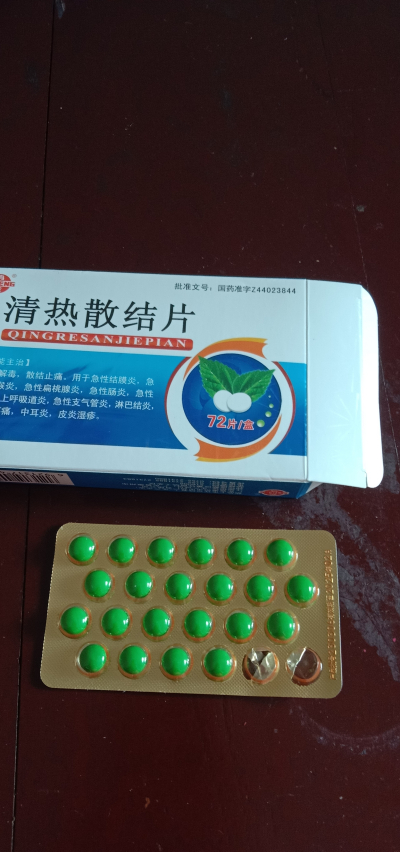 批准文号：国药准字Z44023844
清热散结片
QINGRESANJIEPIAN
能主治】
解毒，散结止痛。用于急性结膜炎，急
喉炎，急性扁桃腺炎，急性肠炎，急性
上呼吸道炎，急性支气管炎，淋巴结炎，
痛，中耳炎，皮炎湿疹。
72片/盒